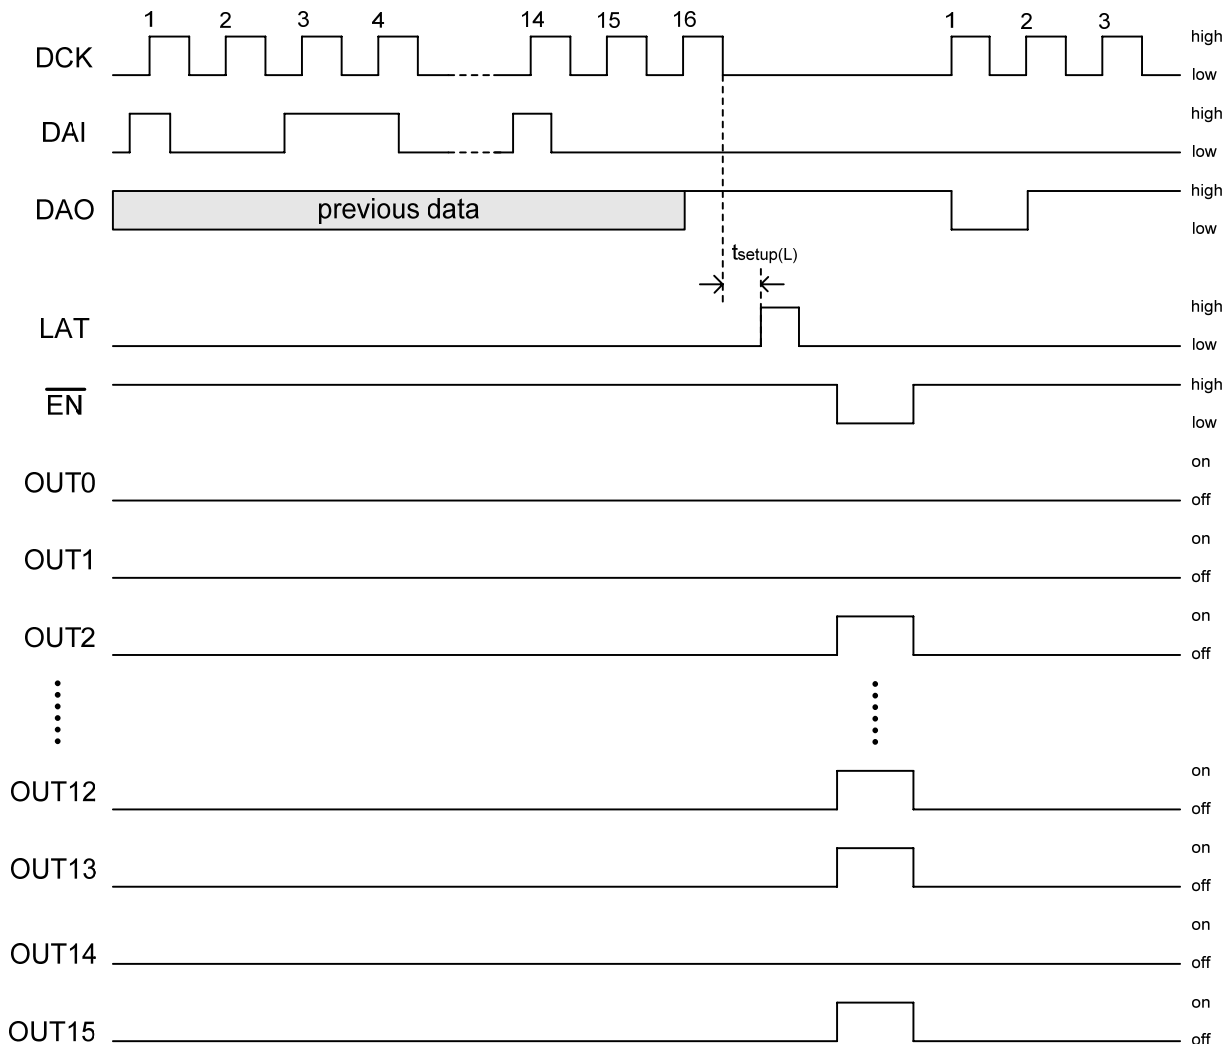 1 2 3 4 14 15 16 1 2 3
DCK high
low
DAI high
low
DAO previous data high
low
tsetup(L)
LAT high
low
EN high
low
OUT0 on
off
OUT1 on
off
OUT2 on
off
OUT12 on
off
OUT13 on
off
OUT14 on
off
OUT15 on
off